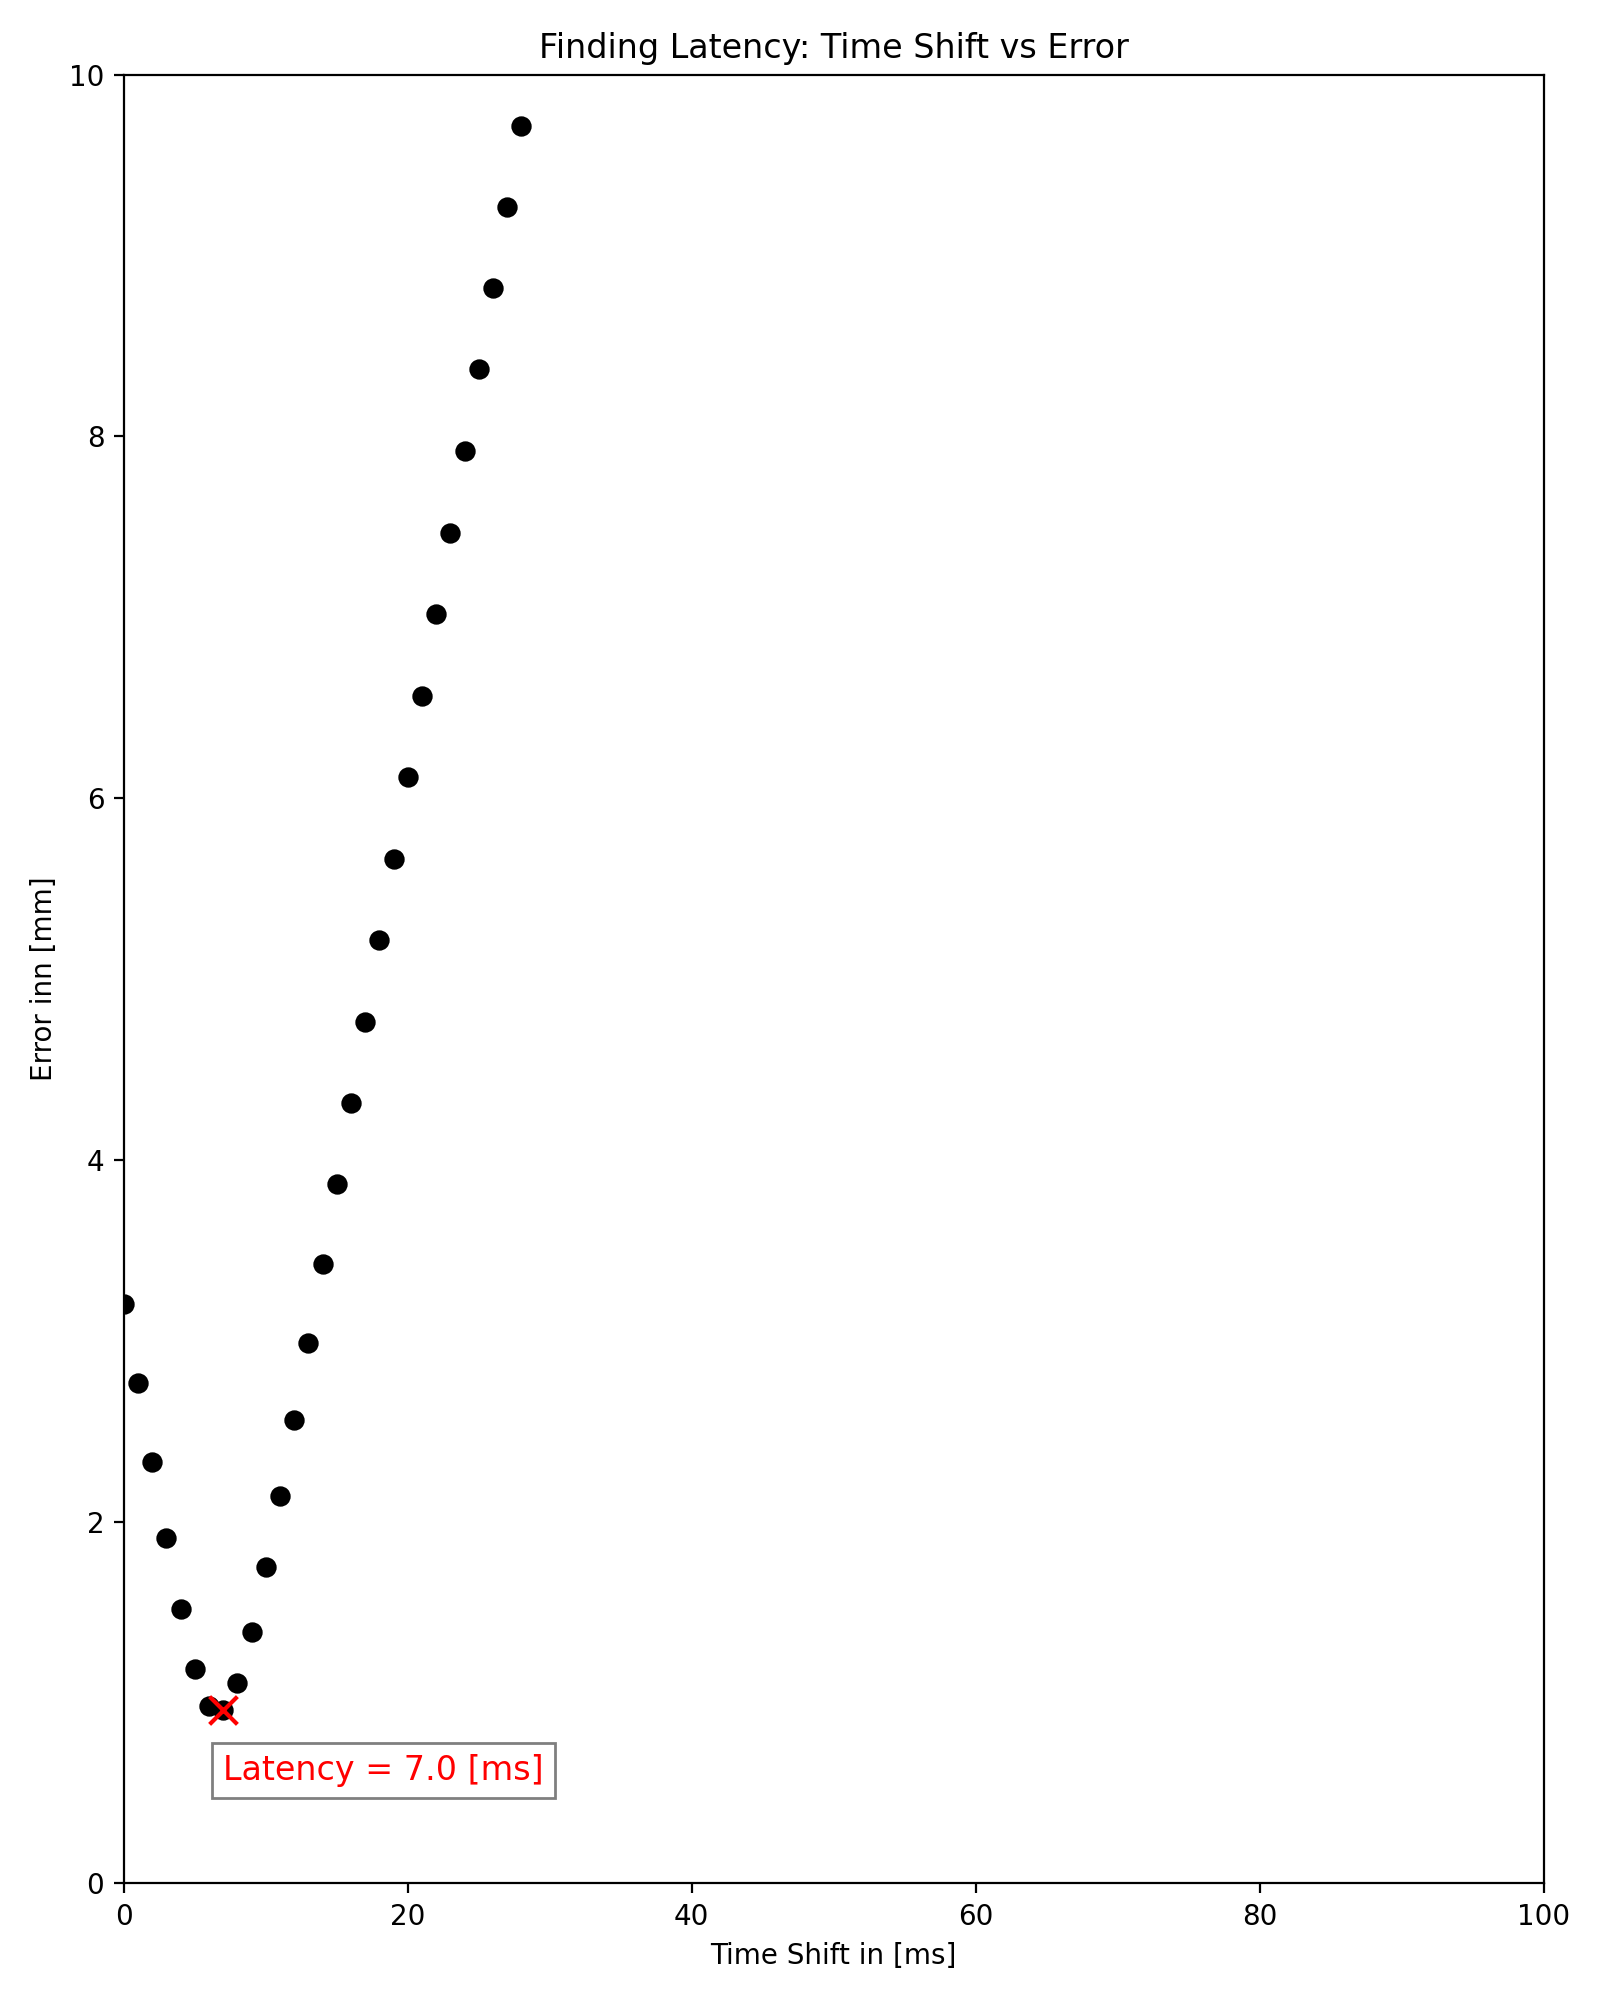 Finding Latency: Time Shift vs Error
10
8
6
4
2
0
Error inn [mm]
Latency = 7.0 [ms]
0 20 40 60 80 100
Time Shift in [ms]